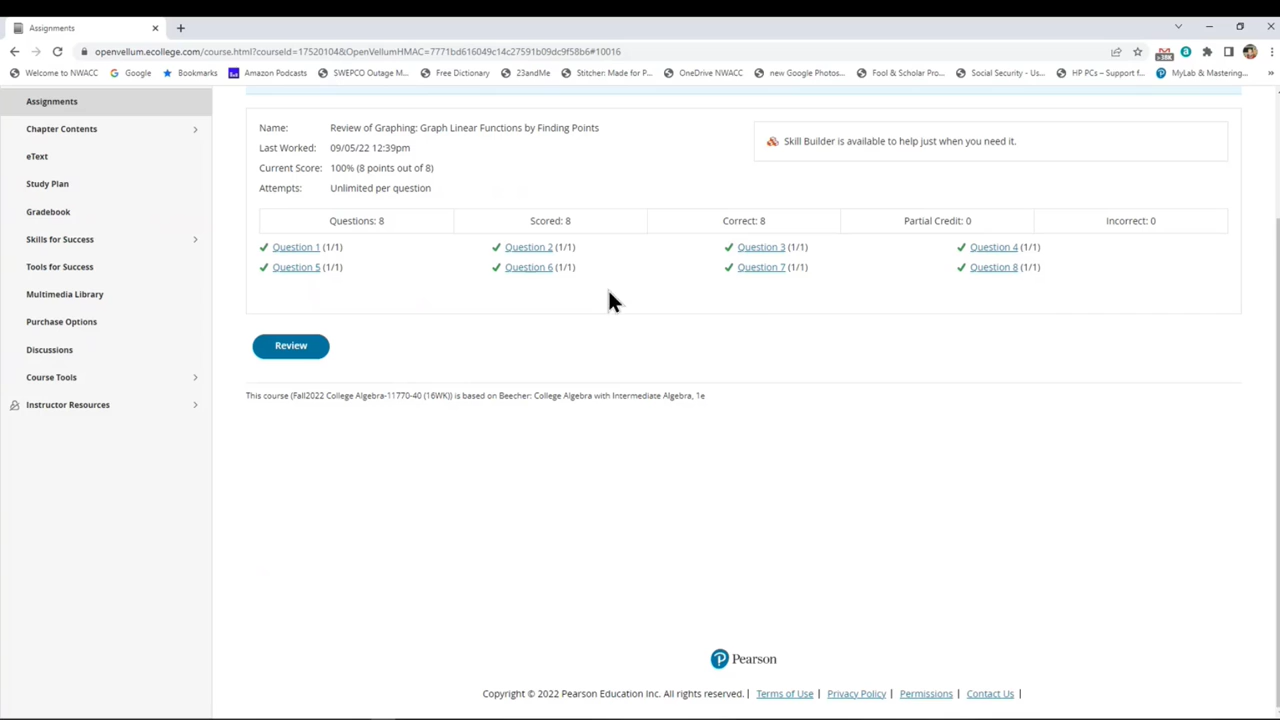 Assignments
openvellum.ecollege.com/course.html?courseId=17520104&OpenVellumHMAC=7771bd616049c14c27591b09dc9f58b6#10016
>38K
Welcome to NWACC Google Bookmarks Amazon Podcasts SWEPCO Outage M... Free Dictionary 23andMe Stitcher: Made for P... OneDrive NWACC new Google Photos... Fool & Scholar Pro... Social Security - Us... HP PCs – Support f... MyLab & Mastering... »
Assignments
Chapter Contents
eText
Study Plan
Gradebook
Skills for Success
Tools for Success
Multimedia Library
Purchase Options
Discussions
Course Tools
Instructor Resources
Name: Review of Graphing: Graph Linear Functions by Finding Points
Last Worked: 09/05/22 12:39pm
Current Score: 100% (8 points out of 8)
Attempts: Unlimited per question
Skill Builder is available to help just when you need it.
Questions: 8 Scored: 8 Correct: 8 Partial Credit: 0 Incorrect: 0
Question 1 (1/1) Question 2 (1/1) Question 3 (1/1) Question 4 (1/1)
Question 5 (1/1) Question 6 (1/1) Question 7 (1/1) Question 8 (1/1)
Review
This course (Fall2022 College Algebra-11770-40 (16WK)) is based on Beecher: College Algebra with Intermediate Algebra, 1e
Pearson
Copyright © 2022 Pearson Education Inc. All rights reserved. | Terms of Use | Privacy Policy | Permissions | Contact Us |